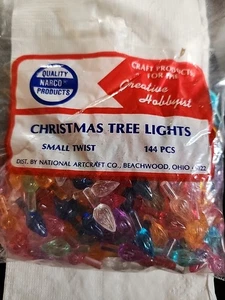 QUALITY
NARCO
PRODUCTS
CRAFT PRODUCTS
FOR THE
Creative
Hobbyist
CHRISTMAS TREE LIGHTS
SMALL TWIST 144 PCS
DIST. BY NATIONAL ARTCRAFT CO., BEACHWOOD, OHIO